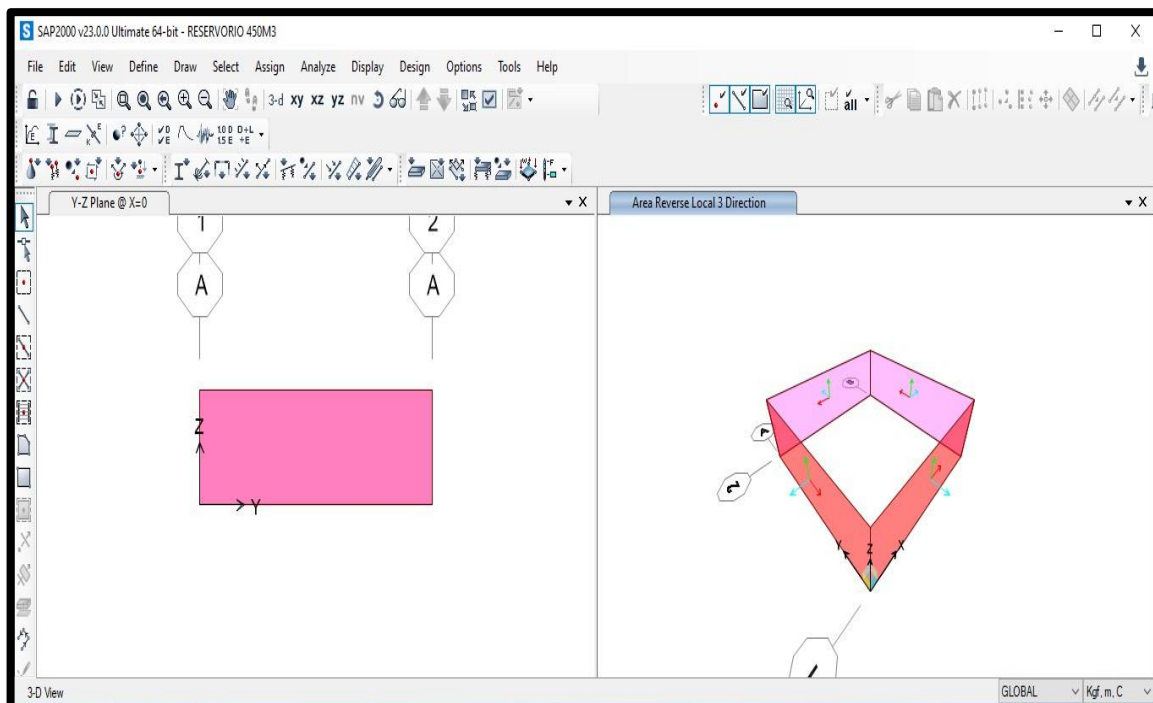 SAP2000 v23.0.0 Ultimate 64-bit - RESERVORIO 450M3
File Edit View Define Draw Select Assign Analyze Display Design Options Tools Help
3-d xy xz yz nv
all
Y-Z Plane @ X=0
Area Reverse Local 3 Direction
1 2
A A
Z
Y
Y Z X
3-D View
GLOBAL
Kgf, m, C